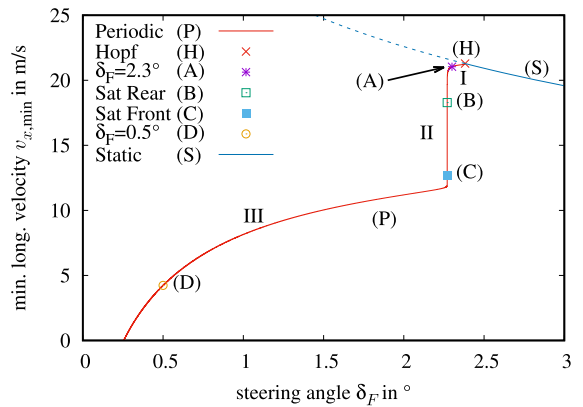 25
20
15
10
5
0
min. long. velocity vx,min in m/s
Periodic (P)
Hopf (H)
δF=2.3° (A)
Sat Rear (B)
Sat Front (C)
δF=0.5° (D)
Static (S)
(H)
I
(S)
(A)
(B)
II
(C)
III
(P)
(D)
0 0.5 1 1.5 2 2.5 3
steering angle δF in °